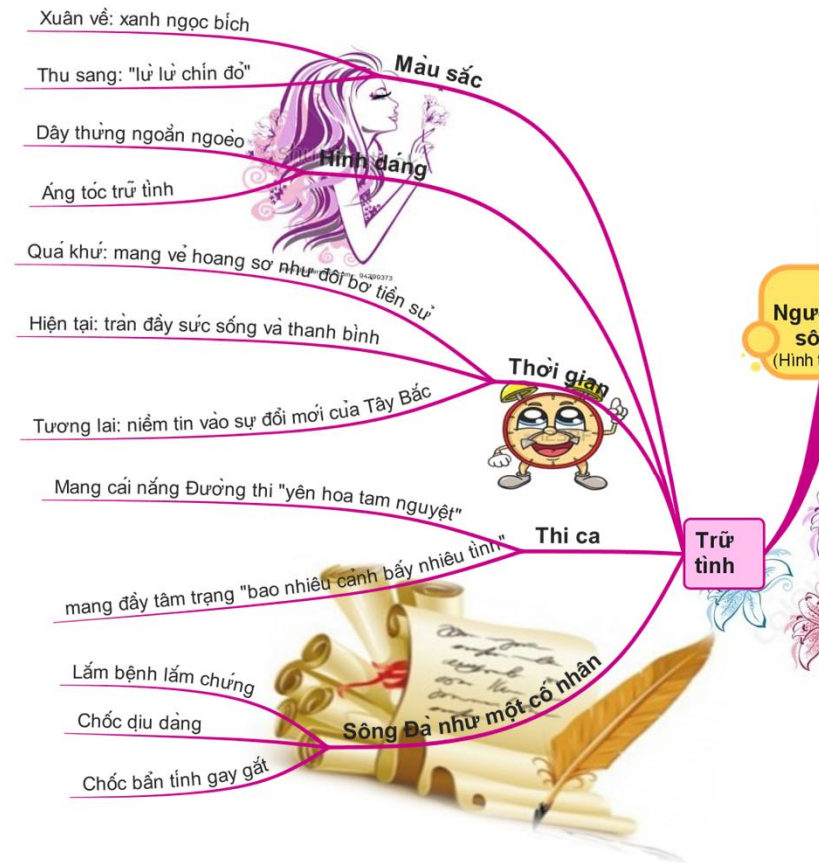 Xuân về: xanh ngọc bích
Thu sang: "lừ lừ chín đỏ"
Màu sắc
Dây thừng ngoằn ngoèo
Áng tóc trữ tình
Hình dáng
Quá khứ: mang vẻ hoang sơ như đôi bờ tiền sử
Hiện tại: tràn đầy sức sống và thanh bình
Tương lai: niềm tin vào sự đổi mới của Tây Bắc
Thời gian
94399373
Mang cái nắng Đường thi "yên hoa tam nguyệt"
mang đầy tâm trạng "bao nhiêu cảnh bấy nhiêu tình"
Thi ca
Lắm bệnh lắm chứng
Chốc dịu dàng
Chốc bẳn tính gay gắt
Sông Đà như một cố nhân
Trữ
tình
sô
(Hình